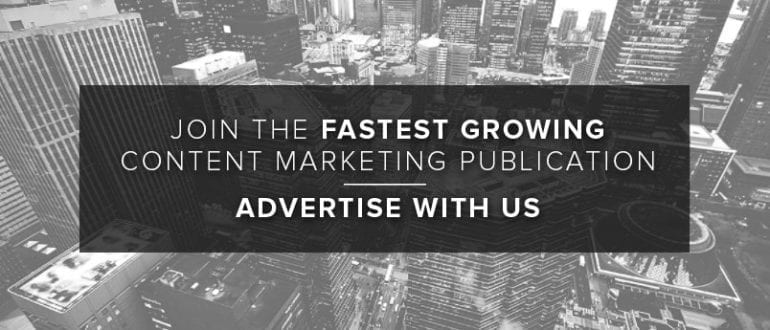 JOIN THE FASTEST GROWING
CONTENT MARKETING PUBLICATION
ADVERTISE WITH US